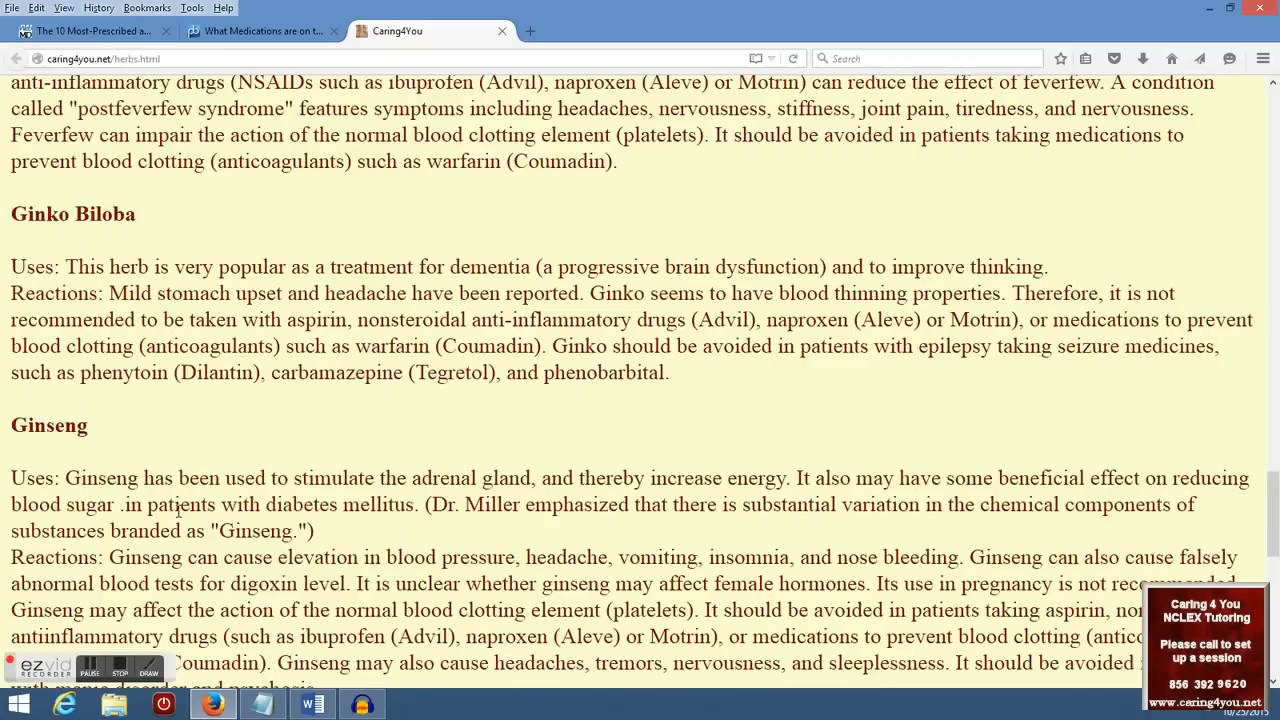 File Edit View History Bookmarks Tools Help
The 10 Most-Prescribed a... What Medications are on t... Caring4You
caring4you.net/herbs.html Search
anti-inflammatory drugs (NSAIDs such as ibuprofen (Advil), naproxen (Aleve) or Motrin) can reduce the effect of feverfew. A condition
called "postfeverfew syndrome" features symptoms including headaches, nervousness, stiffness, joint pain, tiredness, and nervousness.
Feverfew can impair the action of the normal blood clotting element (platelets). It should be avoided in patients taking medications to
prevent blood clotting (anticoagulants) such as warfarin (Coumadin).
Ginko Biloba
Uses: This herb is very popular as a treatment for dementia (a progressive brain dysfunction) and to improve thinking.
Reactions: Mild stomach upset and headache have been reported. Ginko seems to have blood thinning properties. Therefore, it is not
recommended to be taken with aspirin, nonsteroidal anti-inflammatory drugs (Advil), naproxen (Aleve) or Motrin), or medications to prevent
blood clotting (anticoagulants) such as warfarin (Coumadin). Ginko should be avoided in patients with epilepsy taking seizure medicines,
such as phenytoin (Dilantin), carbamazepine (Tegretol), and phenobarbital.
Ginseng
Uses: Ginseng has been used to stimulate the adrenal gland, and thereby increase energy. It also may have some beneficial effect on reducing
blood sugar .in patients with diabetes mellitus. (Dr. Miller emphasized that there is substantial variation in the chemical components of
substances branded as "Ginseng.")
Reactions: Ginseng can cause elevation in blood pressure, headache, vomiting, insomnia, and nose bleeding. Ginseng can also cause falsely
abnormal blood tests for digoxin level. It is unclear whether ginseng may affect female hormones. Its use in pregnancy is not recommended.
Ginseng may affect the action of the normal blood clotting element (platelets). It should be avoided in patients taking aspirin,
antiinflammatory drugs (such as ibuprofen (Advil), naproxen (Aleve) or Motrin), or medications to prevent blood clotting
Coumadin). Ginseng may also cause headaches, tremors, nervousness, and sleeplessness. It should be avoided
ezvid
RECORDER
PAUSE STOP DRAW
Caring 4 You
NCLEX Tutoring
Please call to set
up a session
856 392 9620
www.caring4you.net
10/25/2015